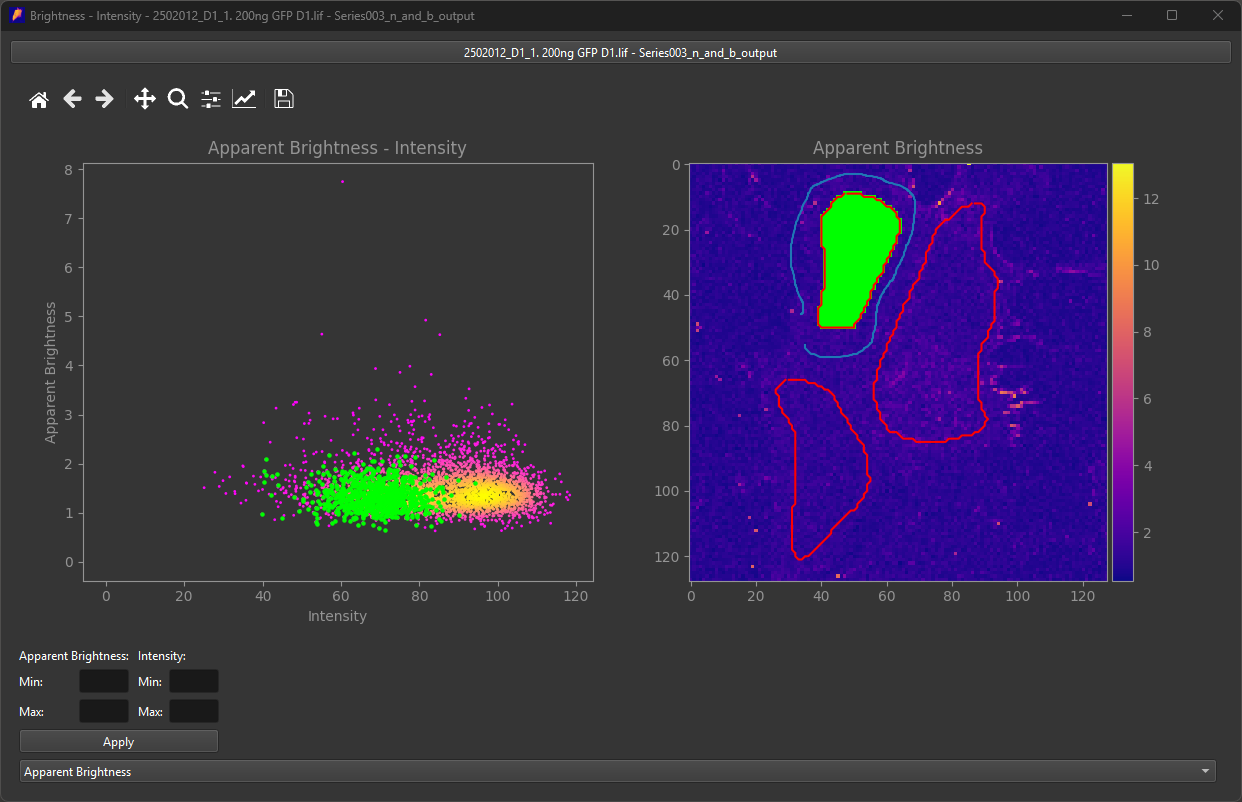 Brightness - Intensity - 2502012_D1_1. 200ng GFP D1.lif - Series003_n_and_b_output
2502012_D1_1. 200ng GFP D1.lif - Series003_n_and_b_output
Apparent Brightness - Intensity
8
7
6
5
4
3
2
1
0
Apparent Brightness
0 20 40 60 80 100 120
Intensity
Apparent Brightness
0
20
40
60
80
100
120
0 20 40 60 80 100 120
12
10
8
6
4
2
Apparent Brightness: Intensity:
Min: Min:
Max: Max:
Apply
Apparent Brightness